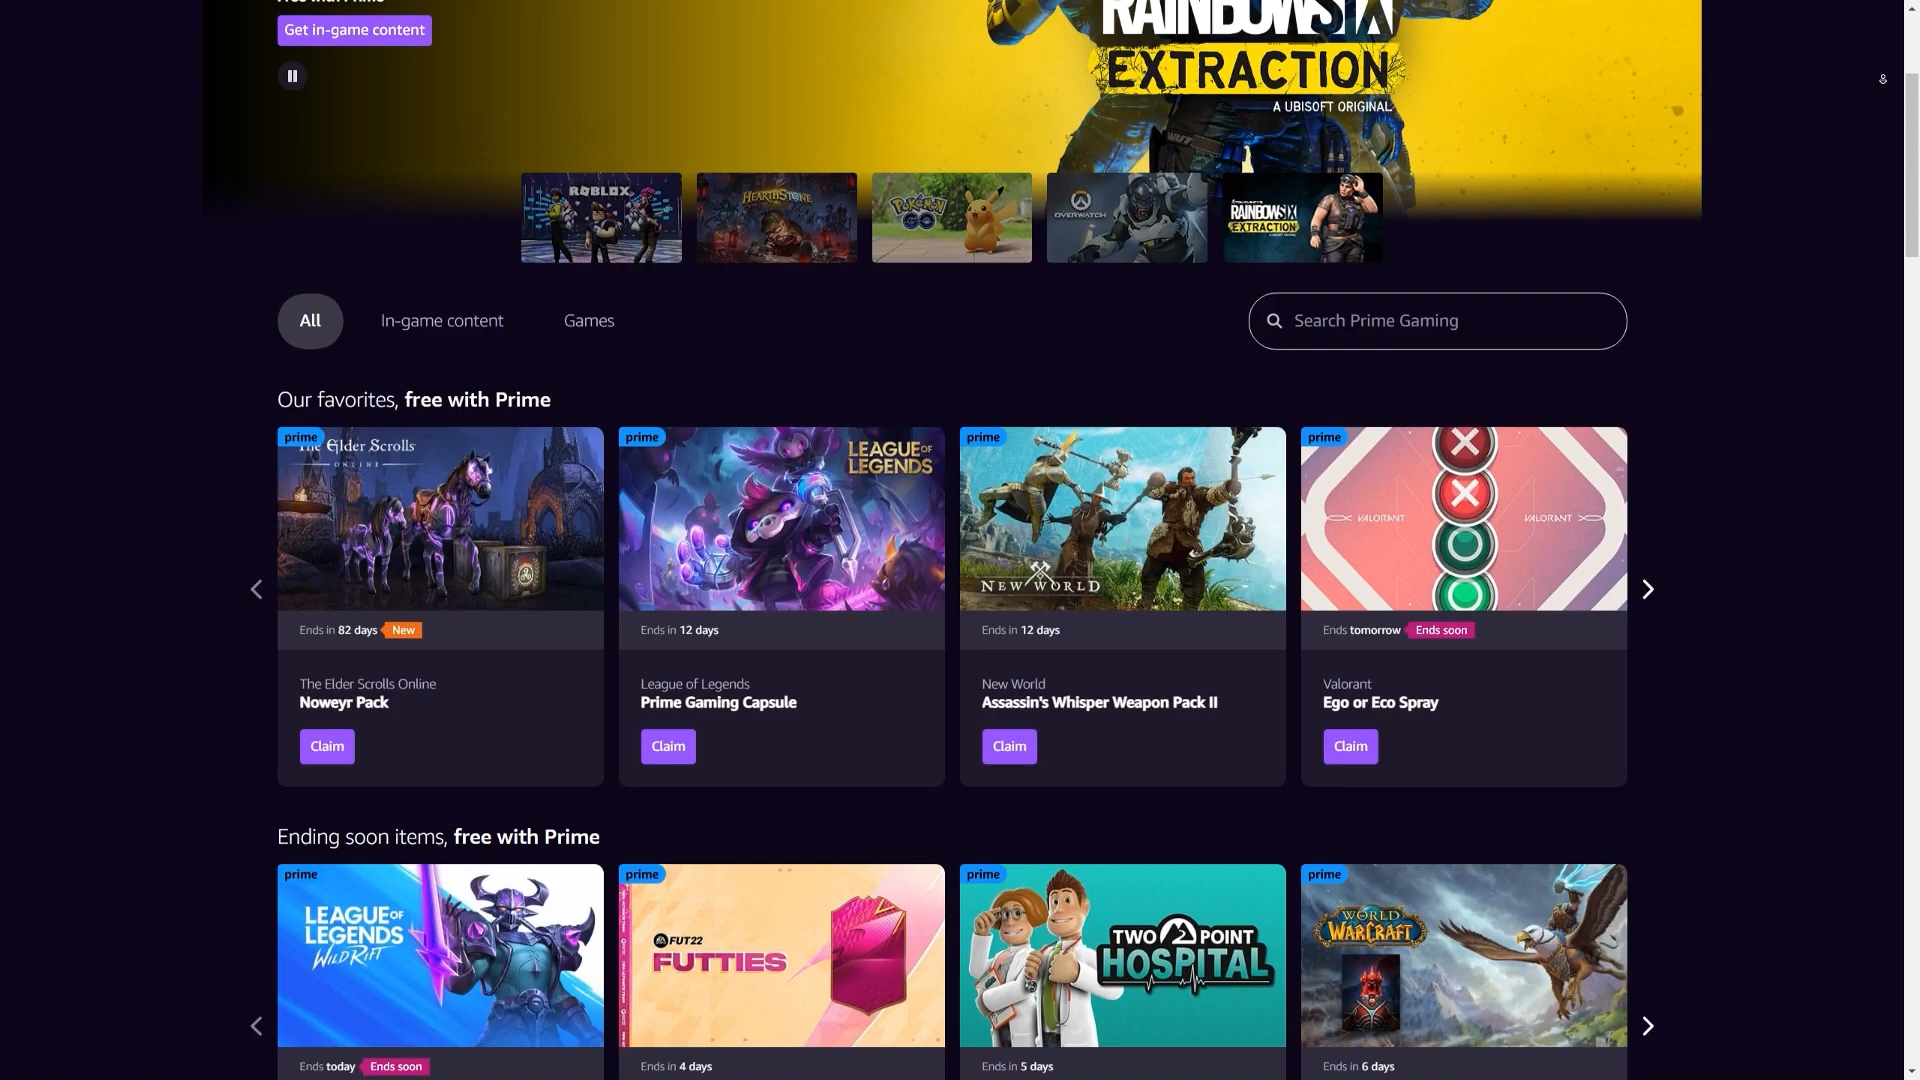 Get in-game content
RAINBOWSIX
EXTRACTION
A UBISOFT ORIGINAL
ROBLOX
HEARTHSTONE
POKÉMON
GO
OVERWATCH
RAINBOWSIX
EXTRACTION
All
In-game content
Games
Search Prime Gaming
Our favorites, free with Prime
prime
The Elder Scrolls
ONLINE
prime
LEAGUE OF
LEGENDS
prime
NEW WORLD
prime
VALORANT
VALORANT
Ends in 82 days
New
Ends in 12 days
Ends in 12 days
Ends tomorrow
Ends soon
The Elder Scrolls Online
Noweyr Pack
Claim
League of Legends
Prime Gaming Capsule
Claim
New World
Assassin's Whisper Weapon Pack II
Claim
Valorant
Ego or Eco Spray
Claim
Ending soon items, free with Prime
prime
LEAGUE OF
LEGENDS
WILD RIFT
prime
FUT22
FUTTIES
prime
TWO POINT
HOSPITAL
prime
WORLD
WARCRAFT
Ends today
Ends soon
Ends in 4 days
Ends in 5 days
Ends in 6 days